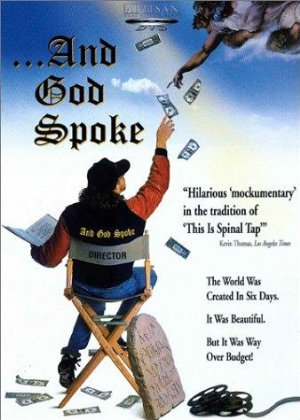 ARTISAN
...And
God
Spoke
"Hilarious 'mockumentary'
in the tradition of
'This Is Spinal Tap'"
Kevin Thomas, Los Angeles Times
And God Spoke
DIRECTOR
The World Was
Created In Six Days.
It Was Beautiful.
But It Was Way
Over Budget!